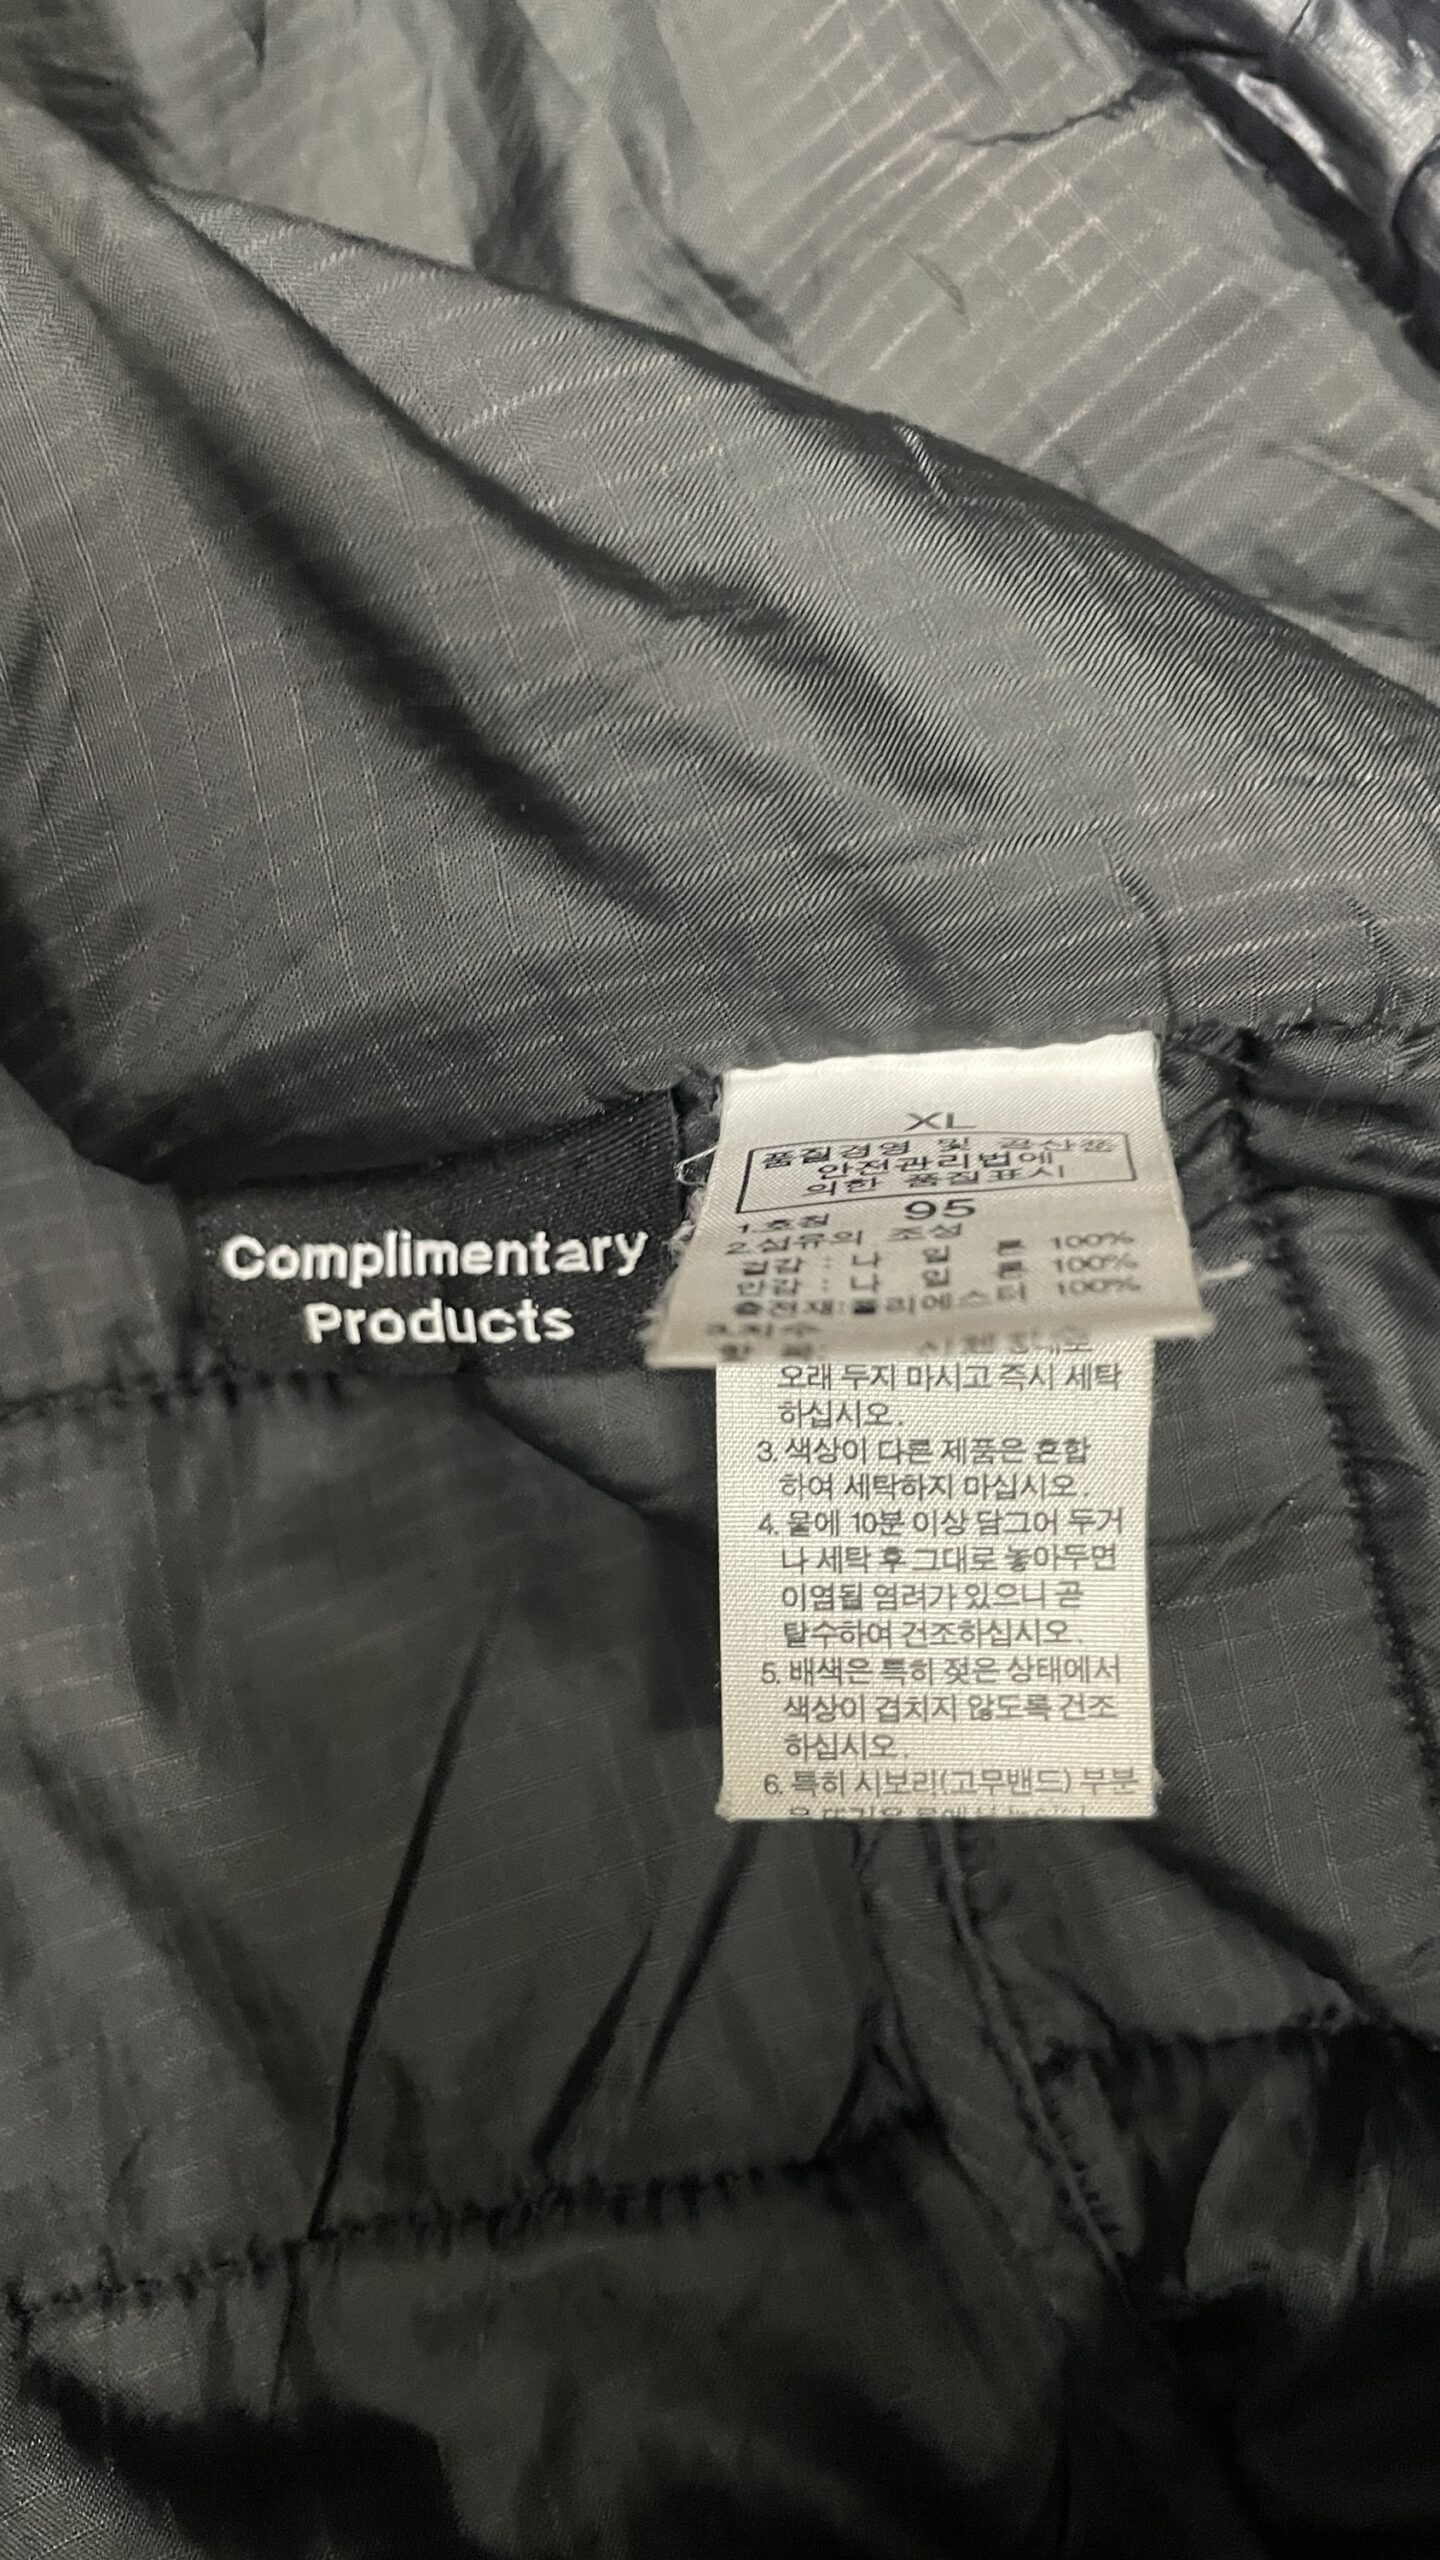 Complimentary
Products
XL
품질경영 및 공산품
안전관리법에
의한 품질표시
1.호칭 95
2.섬유의 조성
겉감 : 나 일 론 100%
안감 : 나 일 론 100%
충전재:폴리에스터 100%
3.치수
오래 두지 마시고 즉시 세탁
하십시오.
3. 색상이 다른 제품은 혼합
하여 세탁하지 마십시오.
4. 물에 10분 이상 담그어 두거
나 세탁 후 그대로 놓아두면
이염될 염려가 있으니 곧
탈수하여 건조하십시오.
5. 배색은 특히 젖은 상태에서
색상이 겹치지 않도록 건조
하십시오.
6. 특히 시보리(고무밴드) 부분